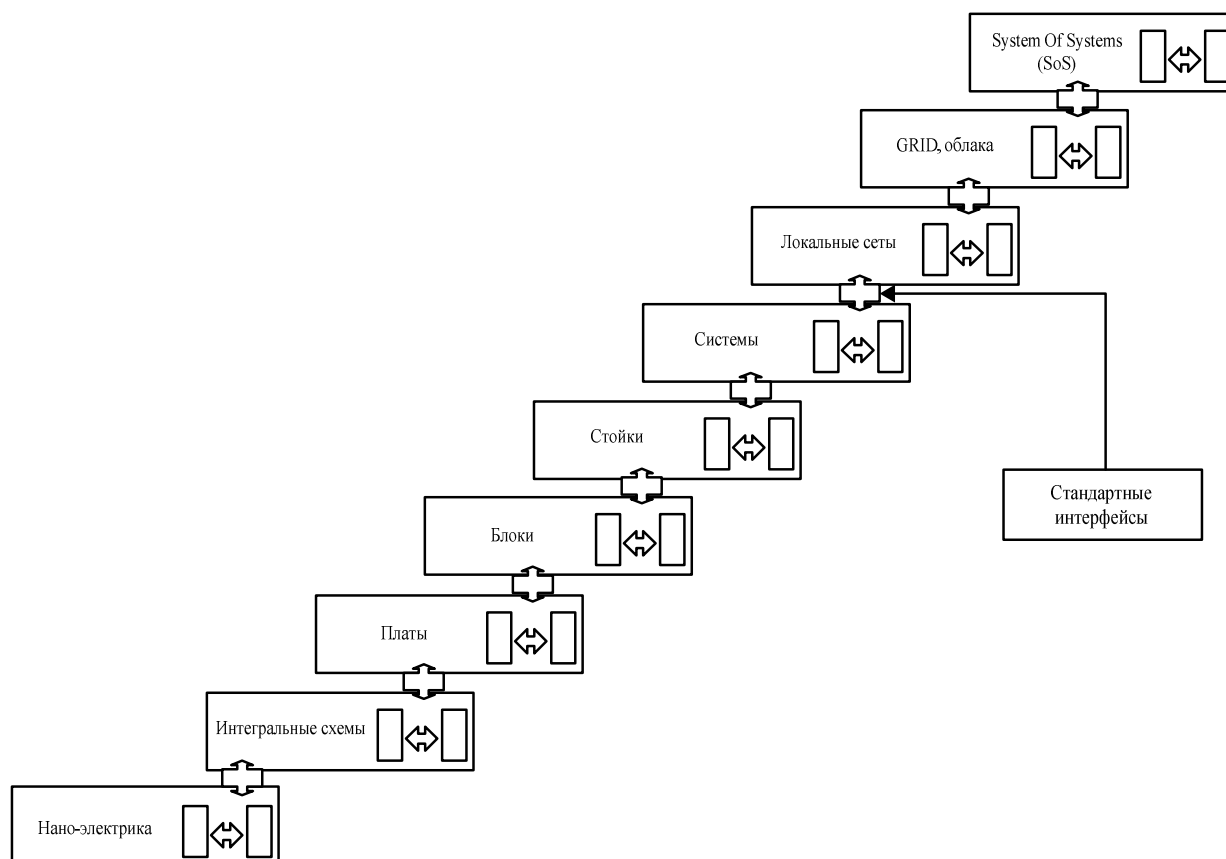 System Of Systems
(SoS)
GRID, облака
Локальные сеты
Системы
Стойки
Стандартные
интерфейсы
Блоки
Платы
Интегральные схемы
Нано-электрика